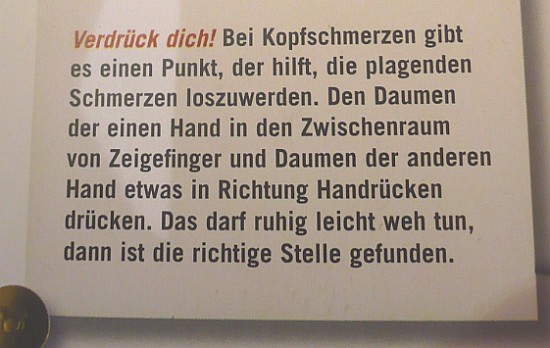 Verdrück dich! Bei Kopfschmerzen gibt
es einen Punkt, der hilft, die plagenden
Schmerzen loszuwerden. Den Daumen
der einen Hand in den Zwischenraum
von Zeigefinger und Daumen der anderen
Hand etwas in Richtung Handrücken
drücken. Das darf ruhig leicht weh tun,
dann ist die richtige Stelle gefunden.